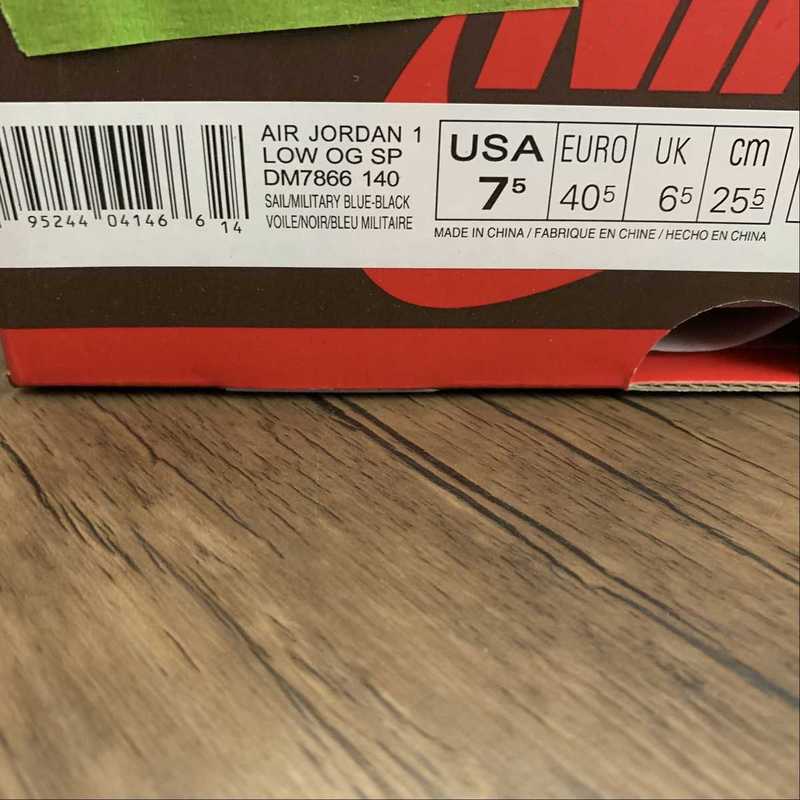 AIR JORDAN 1
LOW OG SP
DM7866 140
SAIL/MILITARY BLUE-BLACK
VOILE/NOIR/BLEU MILITAIRE
95244 04146 6 14
USA EURO UK cm
7⁵ 40⁵ 6⁵ 25⁵
MADE IN CHINA / FABRIQUE EN CHINE / HECHO EN CHINA